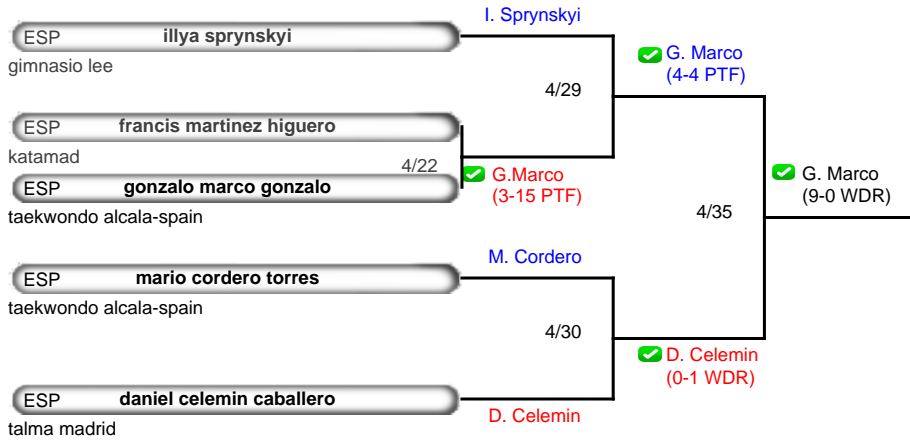 I. Sprynskyi
ESP illya sprynskyi
gimnasio lee
G. Marco
(4-4 PTF)
4/29
ESP francis martinez higuero
katamad
4/22
G.Marco
(3-15 PTF)
ESP gonzalo marco gonzalo
taekwondo alcala-spain
G. Marco
(9-0 WDR)
4/35
M. Cordero
ESP mario cordero torres
taekwondo alcala-spain
4/30
D. Celemin
(0-1 WDR)
ESP daniel celemin caballero
D. Celemin
talma madrid